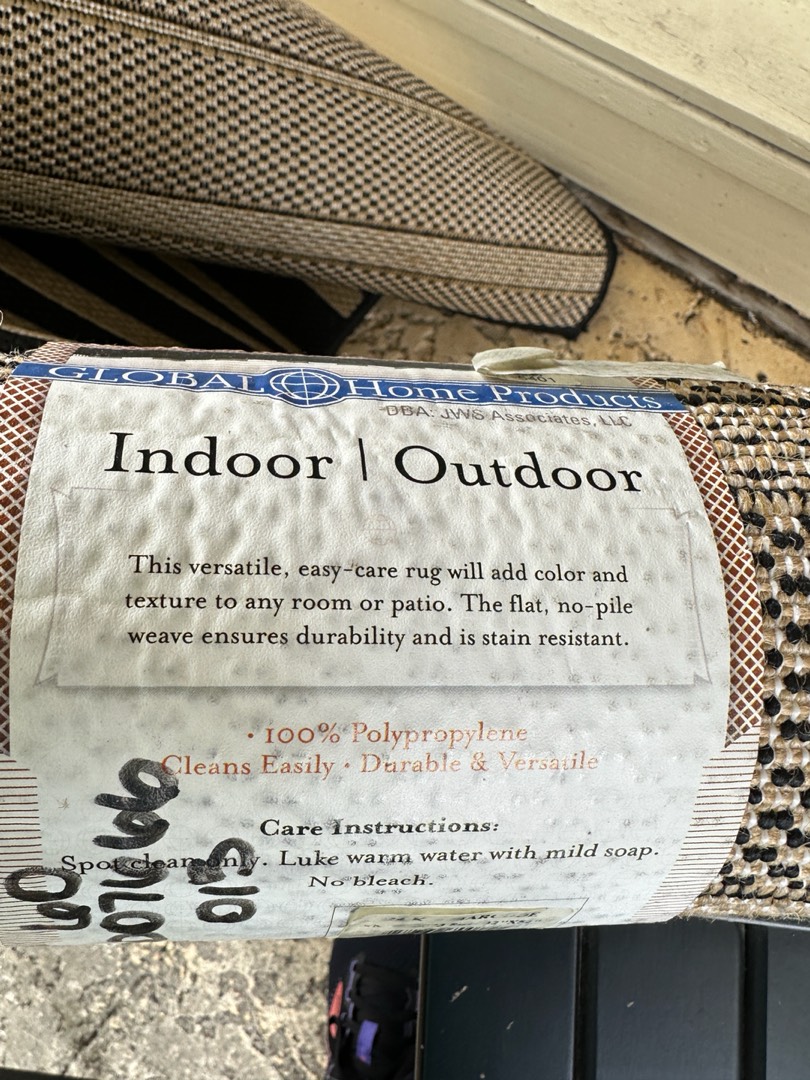 GLOBAL Home Products
DBA: JWS Associates, LLC
Indoor | Outdoor
This versatile, easy-care rug will add color and
texture to any room or patio. The flat, no-pile
weave ensures durability and is stain resistant.
• 100% Polypropylene
Cleans Easily • Durable & Versatile
Care Instructions:
Spot clean only. Luke warm water with mild soap.
No bleach.